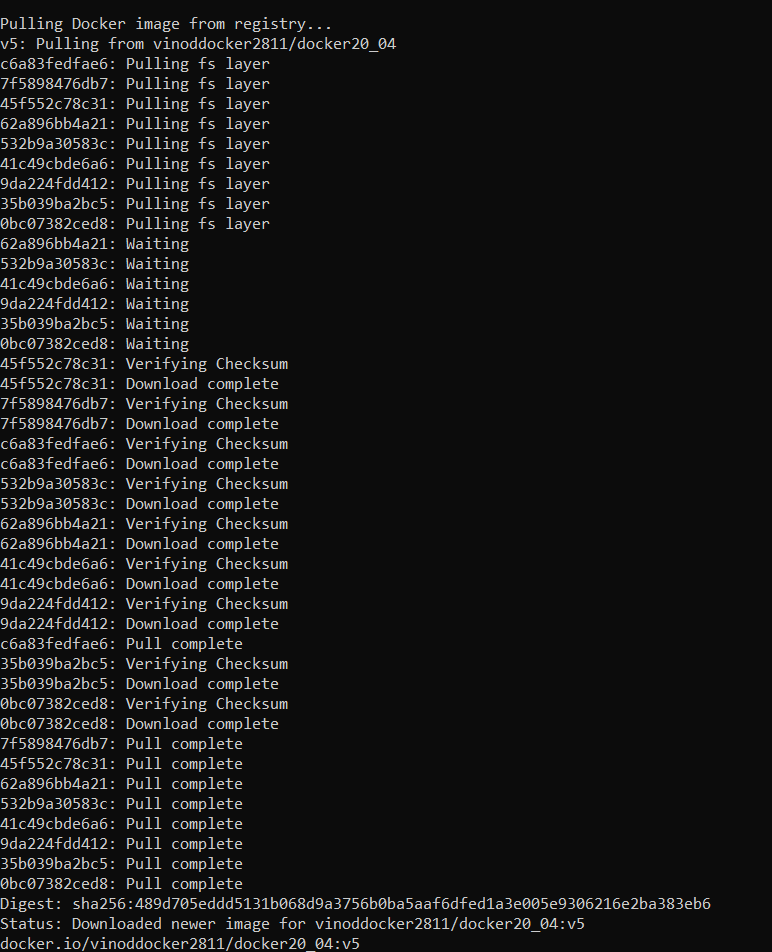 Pulling Docker image from registry...
v5: Pulling from vinoddocker2811/docker20_04
c6a83fedfae6: Pulling fs layer
7f5898476db7: Pulling fs layer
45f552c78c31: Pulling fs layer
62a896bb4a21: Pulling fs layer
532b9a30583c: Pulling fs layer
41c49cbde6a6: Pulling fs layer
9da224fdd412: Pulling fs layer
35b039ba2bc5: Pulling fs layer
0bc07382ced8: Pulling fs layer
62a896bb4a21: Waiting
532b9a30583c: Waiting
41c49cbde6a6: Waiting
9da224fdd412: Waiting
35b039ba2bc5: Waiting
0bc07382ced8: Waiting
45f552c78c31: Verifying Checksum
45f552c78c31: Download complete
7f5898476db7: Verifying Checksum
7f5898476db7: Download complete
c6a83fedfae6: Verifying Checksum
c6a83fedfae6: Download complete
532b9a30583c: Verifying Checksum
532b9a30583c: Download complete
62a896bb4a21: Verifying Checksum
62a896bb4a21: Download complete
41c49cbde6a6: Verifying Checksum
41c49cbde6a6: Download complete
9da224fdd412: Verifying Checksum
9da224fdd412: Download complete
c6a83fedfae6: Pull complete
35b039ba2bc5: Verifying Checksum
35b039ba2bc5: Download complete
0bc07382ced8: Verifying Checksum
0bc07382ced8: Download complete
7f5898476db7: Pull complete
45f552c78c31: Pull complete
62a896bb4a21: Pull complete
532b9a30583c: Pull complete
41c49cbde6a6: Pull complete
9da224fdd412: Pull complete
35b039ba2bc5: Pull complete
0bc07382ced8: Pull complete
Digest: sha256:489d705eddd5131b068d9a3756b0ba5aaf6dfed1a3e005e9306216e2ba383eb6
Status: Downloaded newer image for vinoddocker2811/docker20_04:v5
docker.io/vinoddocker2811/docker20_04:v5